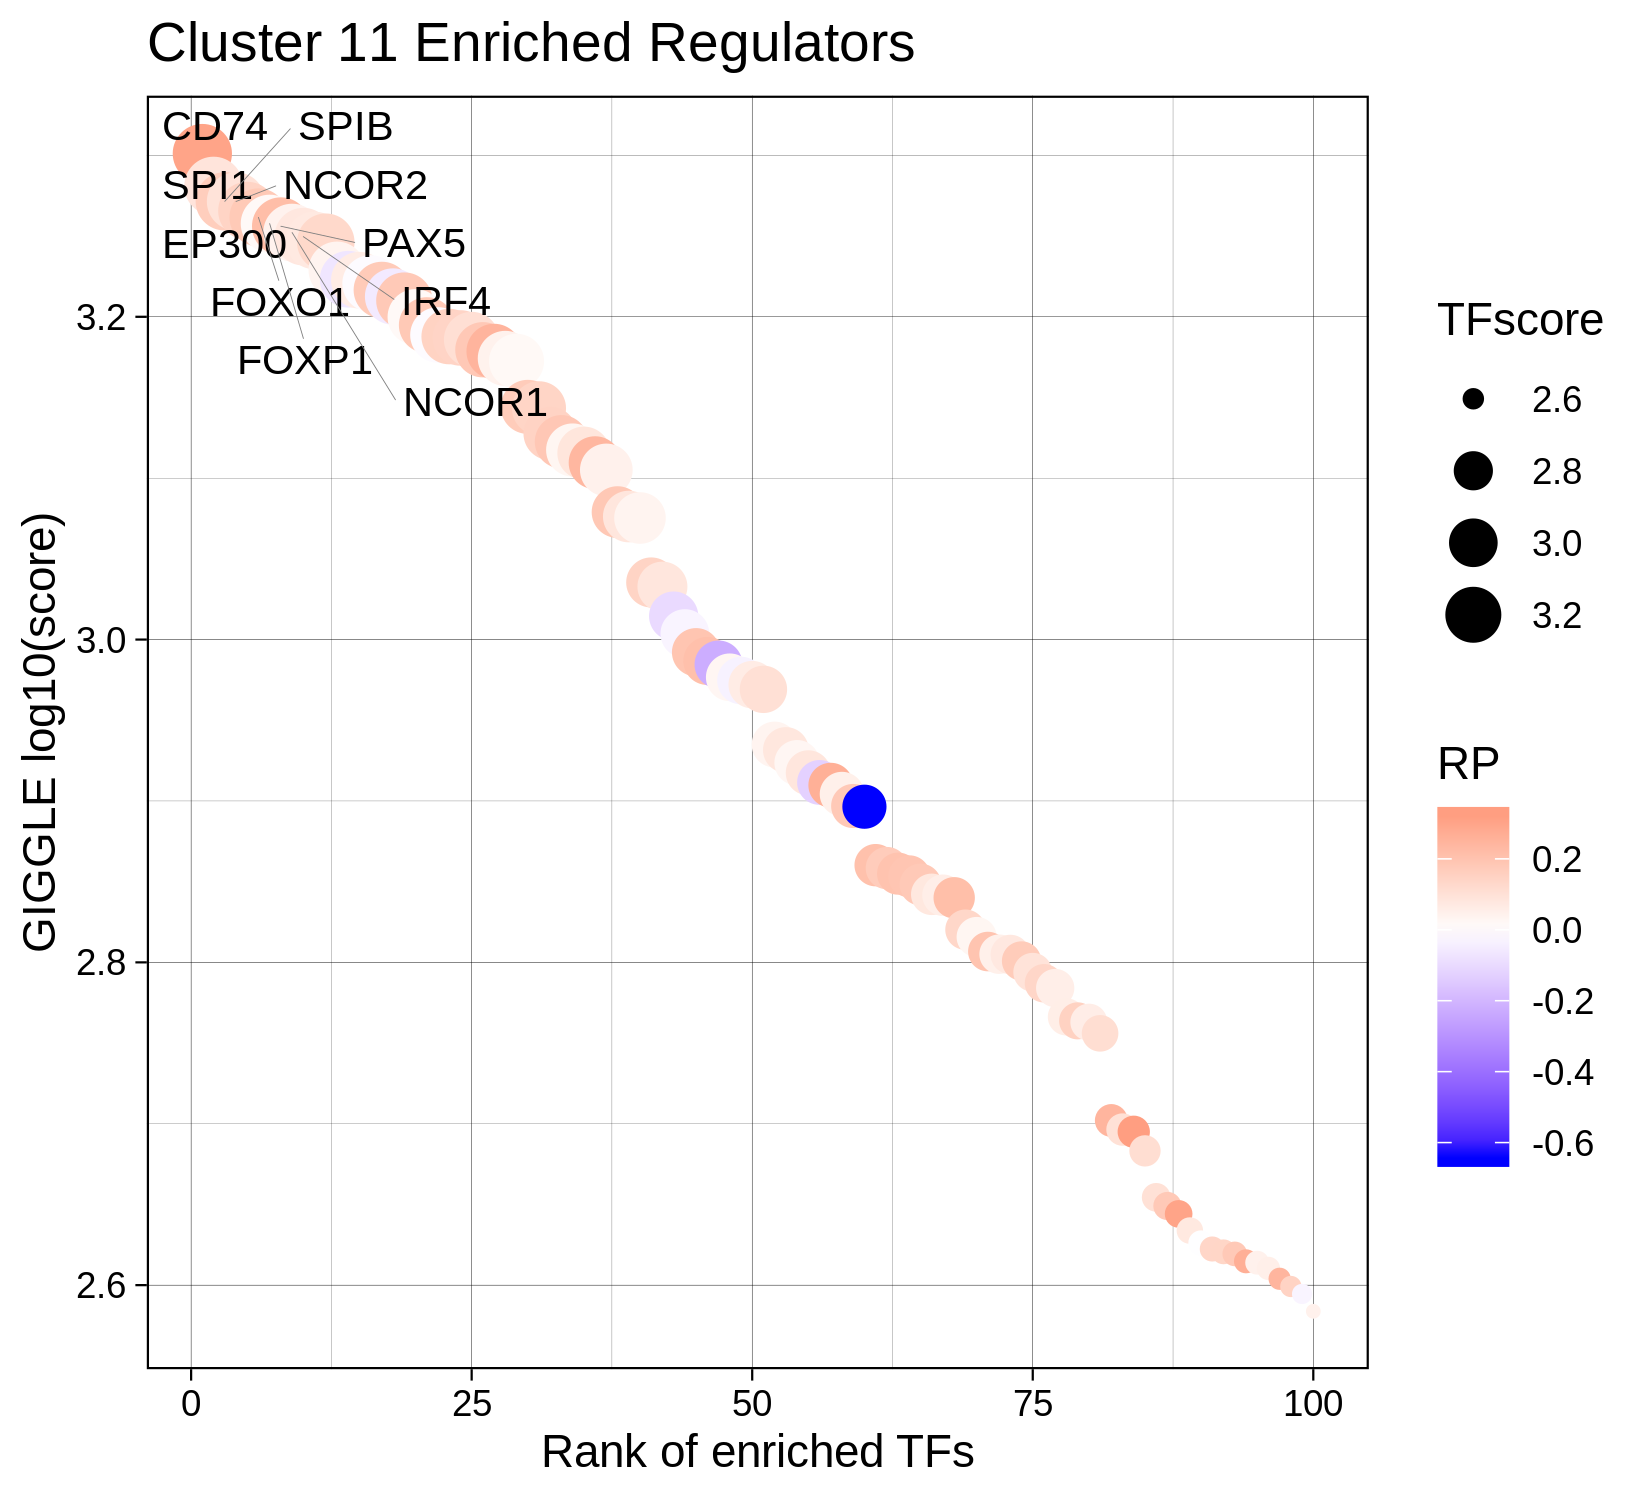 Cluster 11 Enriched Regulators
CD74
SPIB
SPI1
NCOR2
EP300
PAX5
FOXO1
IRF4
FOXP1
NCOR1
GIGGLE log10(score)
3.2
3.0
2.8
2.6
0
25
50
75
100
Rank of enriched TFs
TFscore
2.6
2.8
3.0
3.2
RP
0.2
0.0
-0.2
-0.4
-0.6